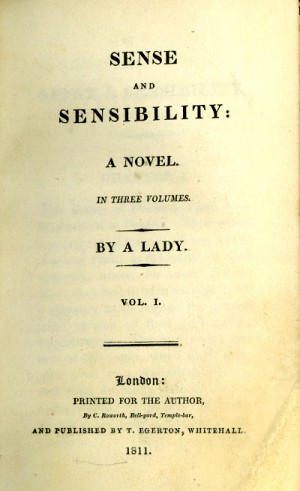 SENSE
AND
SENSIBILITY:
A NOVEL.
IN THREE VOLUMES.
BY A LADY.
VOL. I.
London:
PRINTED FOR THE AUTHOR,
By C. Roworth, Bell-yard, Temple-bar,
AND PUBLISHED BY T. EGERTON, WHITEHALL.
1811.